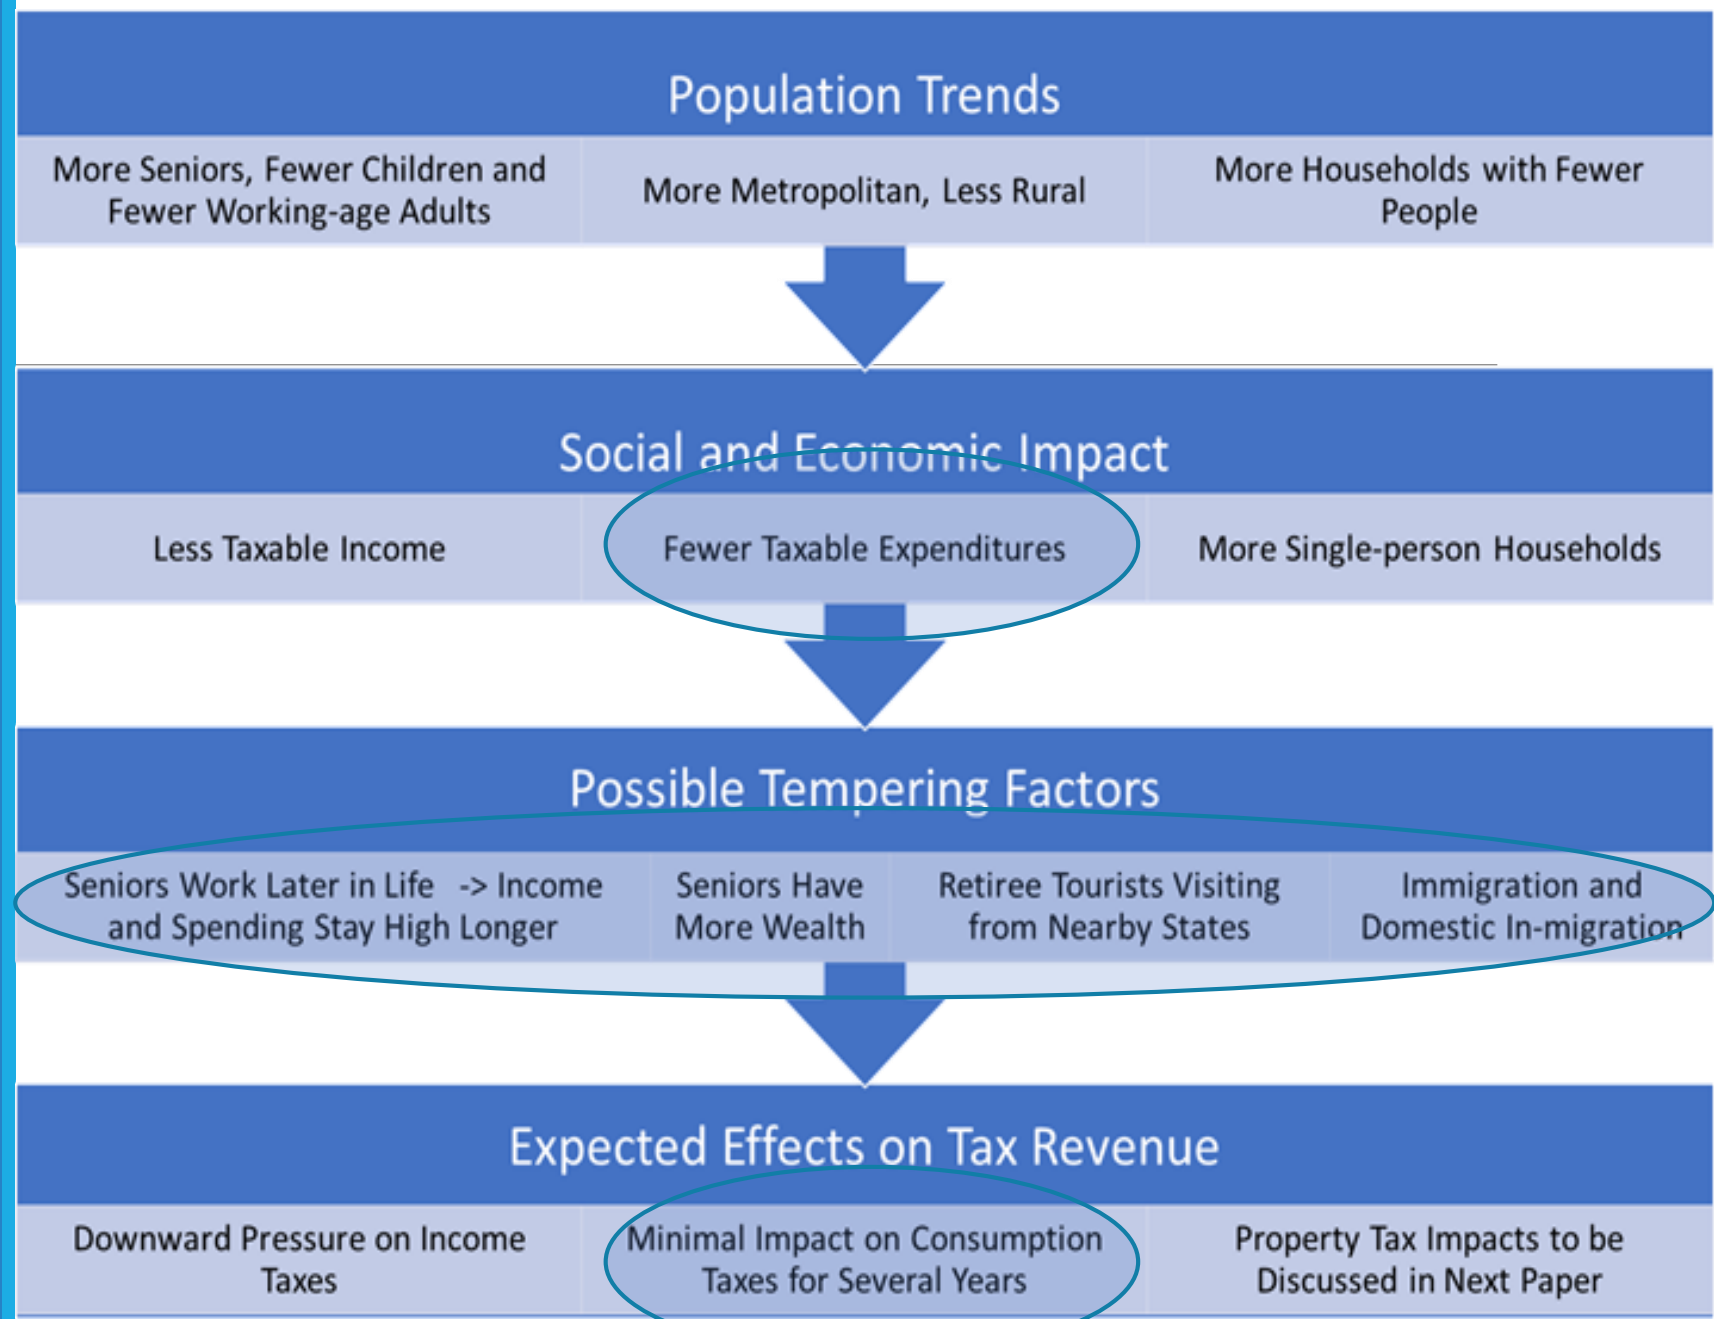 Population Trends
More Seniors, Fewer Children and
Fewer Working-age Adults
More Metropolitan, Less Rural
More Households with Fewer
People
Social and Economic Impact
Less Taxable Income
Fewer Taxable Expenditures
More Single-person Households
Possible Tempering Factors
Seniors Work Later in Life -> Income
and Spending Stay High Longer
Seniors Have
More Wealth
Retiree Tourists Visiting
from Nearby States
Immigration and
Domestic In-migration
Expected Effects on Tax Revenue
Downward Pressure on Income
Taxes
Minimal Impact on Consumption
Taxes for Several Years
Property Tax Impacts to be
Discussed in Next Paper